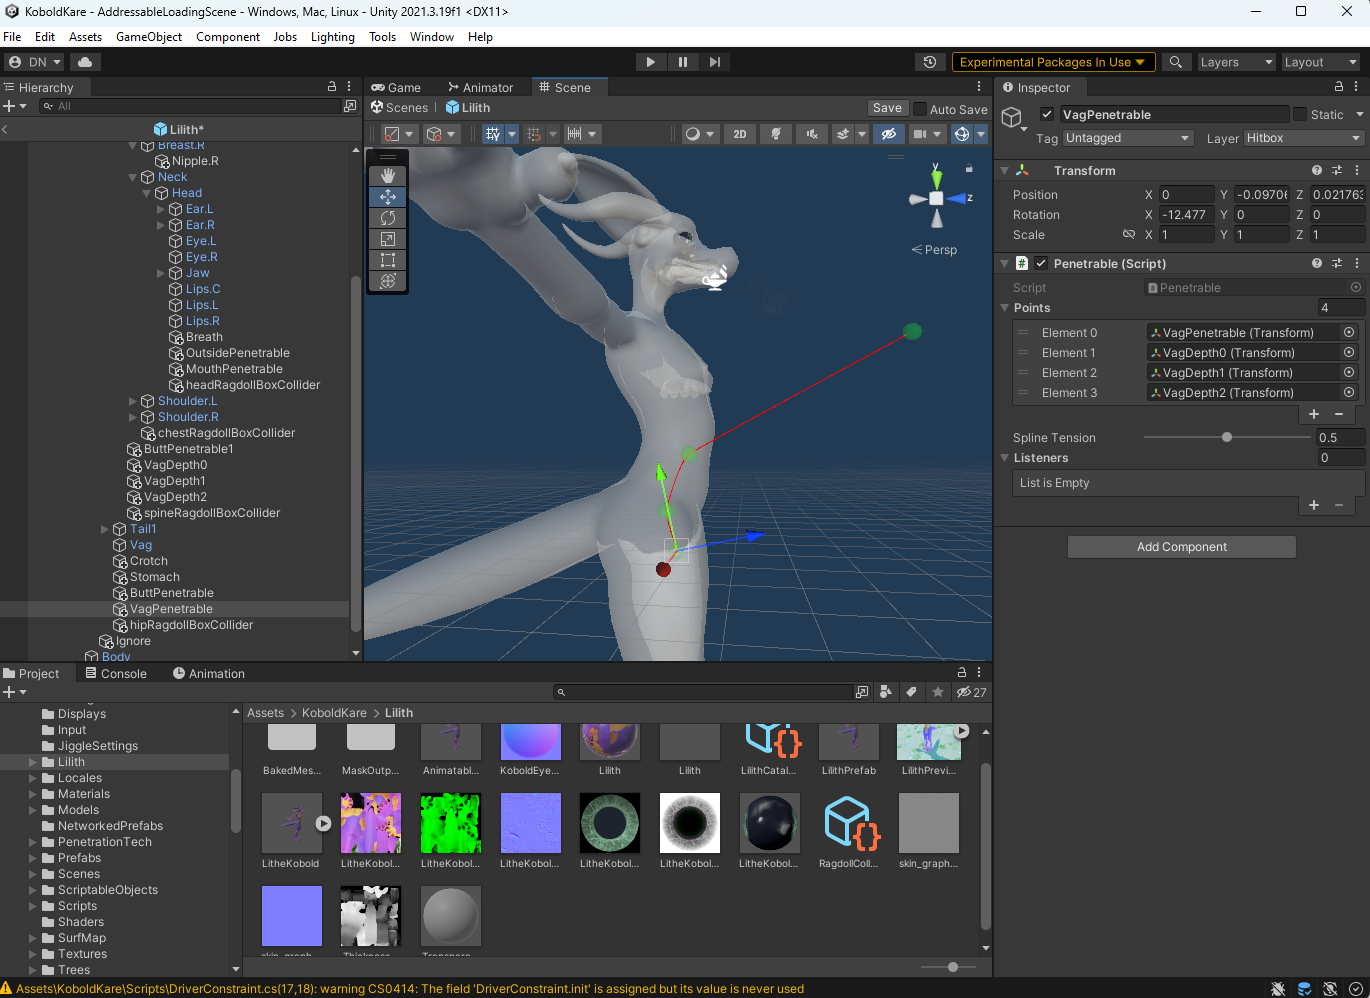 KoboldKare - AddressableLoadingScene - Windows, Mac, Linux - Unity 2021.3.19f1 <DX11>
File Edit Assets GameObject Component Jobs Lighting Tools Window Help
DN Experimental Packages In Use Layers Layout
Hierarchy
All
Lilith*
Breast.R
Nipple.R
Neck
Head
Ear.L
Ear.R
Eye.L
Eye.R
Jaw
Lips.C
Lips.L
Lips.R
Breath
OutsidePenetrable
MouthPenetrable
headRagdollBoxCollider
Shoulder.L
Shoulder.R
chestRagdollBoxCollider
ButtPenetrable1
VagDepth0
VagDepth1
VagDepth2
spineRagdollBoxCollider
Tail1
Vag
Crotch
Stomach
ButtPenetrable
VagPenetrable
hipRagdollBoxCollider
Ignore
Body
Game Animator Scene
Scenes Lilith Save Auto Save
2D
y
z
Persp
Inspector
VagPenetrable Static
Tag Untagged Layer Hitbox
Transform
Position X 0 Y -0.09706 Z 0.021763
Rotation X -12.477 Y 0 Z 0
Scale X 1 Y 1 Z 1
Penetrable (Script)
Script Penetrable
Points 4
Element 0 VagPenetrable (Transform)
Element 1 VagDepth0 (Transform)
Element 2 VagDepth1 (Transform)
Element 3 VagDepth2 (Transform)
Spline Tension 0.5
Listeners 0
List is Empty
Add Component
Project Console Animation
27
Displays
Input
JiggleSettings
Lilith
Locales
Materials
Models
NetworkedPrefabs
PenetrationTech
Prefabs
Scenes
ScriptableObjects
Scripts
Shaders
SurfMap
Textures
Trees
Assets > KoboldKare > Lilith
BakedMes... MaskOutp... Animatabl... KoboldEye... Lilith Lilith LilithCatal... LilithPrefab LilithPrevi...
LitheKobold LitheKobol... LitheKobol... LitheKobol... LitheKobol... LitheKobol... LitheKobol... RagdollColl... skin_graph...
Assets\KoboldKare\Scripts\DriverConstraint.cs(17,18): warning CS0414: The field 'DriverConstraint.init' is assigned but its value is never used